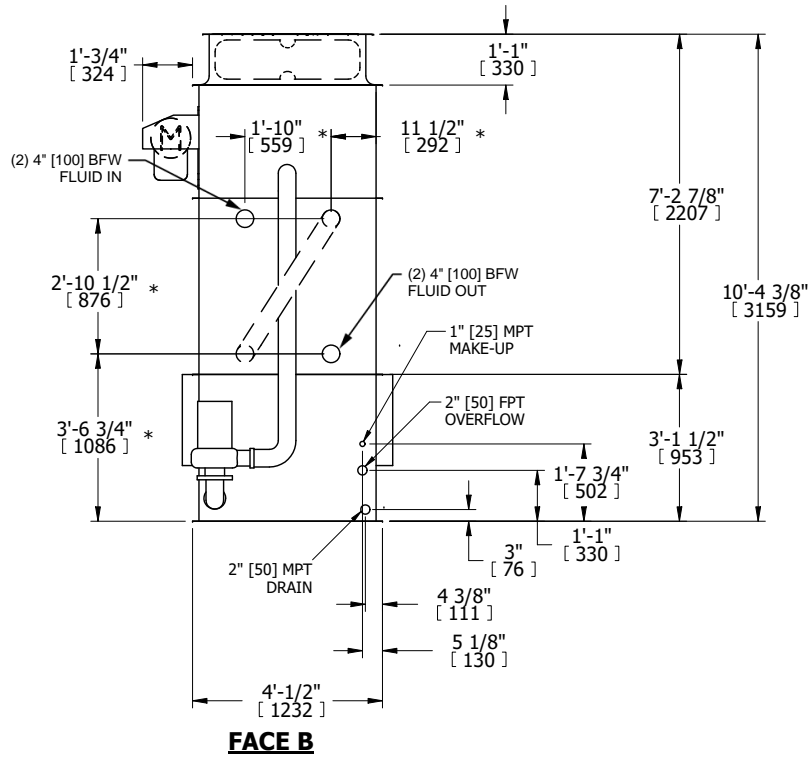 1'-3/4"
[ 324 ]
1'-1"
[ 330 ]
1'-10" *
[ 559 ]
11 1/2" *
[ 292 ]
M
(2) 4" [100] BFW
FLUID IN
7'-2 7/8"
[ 2207 ]
2'-10 1/2" *
[ 876 ]
(2) 4" [100] BFW
FLUID OUT
10'-4 3/8"
[ 3159 ]
1" [25] MPT
MAKE-UP
2" [50] FPT
OVERFLOW
3'-6 3/4" *
[ 1086 ]
3'-1 1/2"
[ 953 ]
1'-7 3/4"
[ 502 ]
1'-1"
[ 330 ]
3"
[ 76 ]
2" [50] MPT
DRAIN
4 3/8"
[ 111 ]
5 1/8"
[ 130 ]
4'-1/2"
[ 1232 ]
FACE B